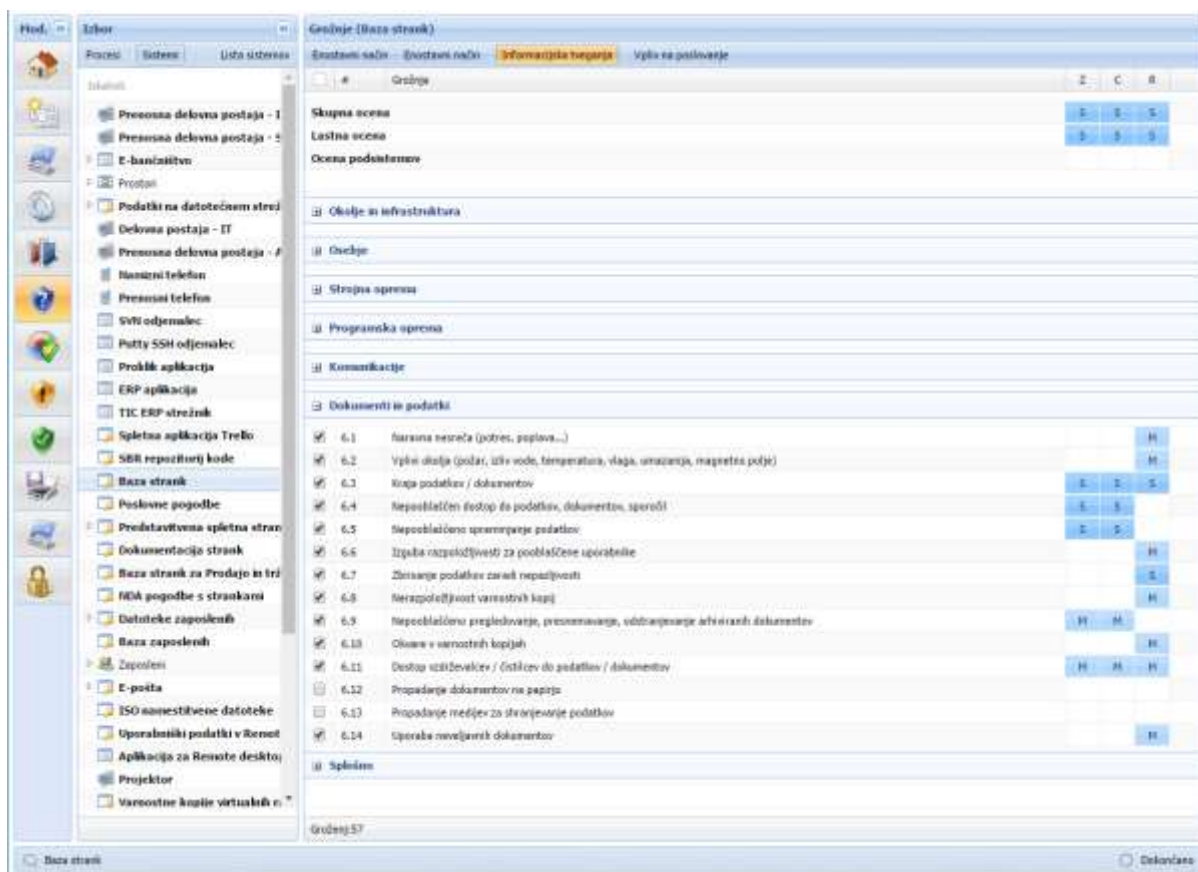 Mod.
Izbor
Procesi Sistemi Lista sistemov
Prenosna delovna postaja - I
Prenosna delovna postaja - S
E-bančništvo
Prostori
Podatki na datotečnem strež
Delovna postaja - IT
Prenosna delovna postaja - A
Namizni telefon
Prenosni telefon
SVN odjemalec
Putty SSH odjemalec
Proklik aplikacija
ERP aplikacija
TIC ERP strežnik
Spletna aplikacija Trello
SBR repozitorij kode
Baza strank
Poslovne pogodbe
Predstavitvena spletna stran
Dokumentacija strank
Baza strank za Prodajo in trž
NDA pogodbe s strankami
Datoteke zaposlenih
Baza zaposlenih
Zaposleni
E-pošta
ISO namestitvene datoteke
Uporabniški podatki v Remot
Aplikacija za Remote desktop
Projektor
Varnostne kopije virtualnih n
Grožnje (Baza strank)
Enostavni način Enostavni način Informacijska tveganja Vpliv na poslovanje
# Grožnja Z C R
Skupna ocena S S S
Lastna ocena S S S
Ocena podsistemov
Okolje in infrastruktura
Osebje
Strojna oprema
Programska oprema
Komunikacije
Dokumenti in podatki
6.1 Naravna nesreča (potres, poplava...) M
6.2 Vplivi okolja (požar, izliv vode, temperatura, vlaga, umazanija, magnetno polje) M
6.3 Kraja podatkov / dokumentov S S S
6.4 Nepooblaščen dostop do podatkov, dokumentov, sporočil S S
6.5 Nepooblaščeno spreminjanje podatkov S S
6.6 Izguba razpoložljivosti za pooblaščene uporabnike M
6.7 Zbrisanje podatkov zaradi nepazljivosti S
6.8 Nerazpoložljivost varnostnih kopij M
6.9 Nepooblaščeno pregledovanje, presnemavanje, odstranjevanje arhiviranih dokumentov M M
6.10 Okvare v varnostnih kopijah M
6.11 Dostop vzdrževalcev / čistilcev do podatkov / dokumentov M M M
6.12 Propadanje dokumentov na papirju
6.13 Propadanje medijev za shranjevanje podatkov
6.14 Uporaba neveljavnih dokumentov M
Splošno
Groženj:57
Baza strank
Dokončano